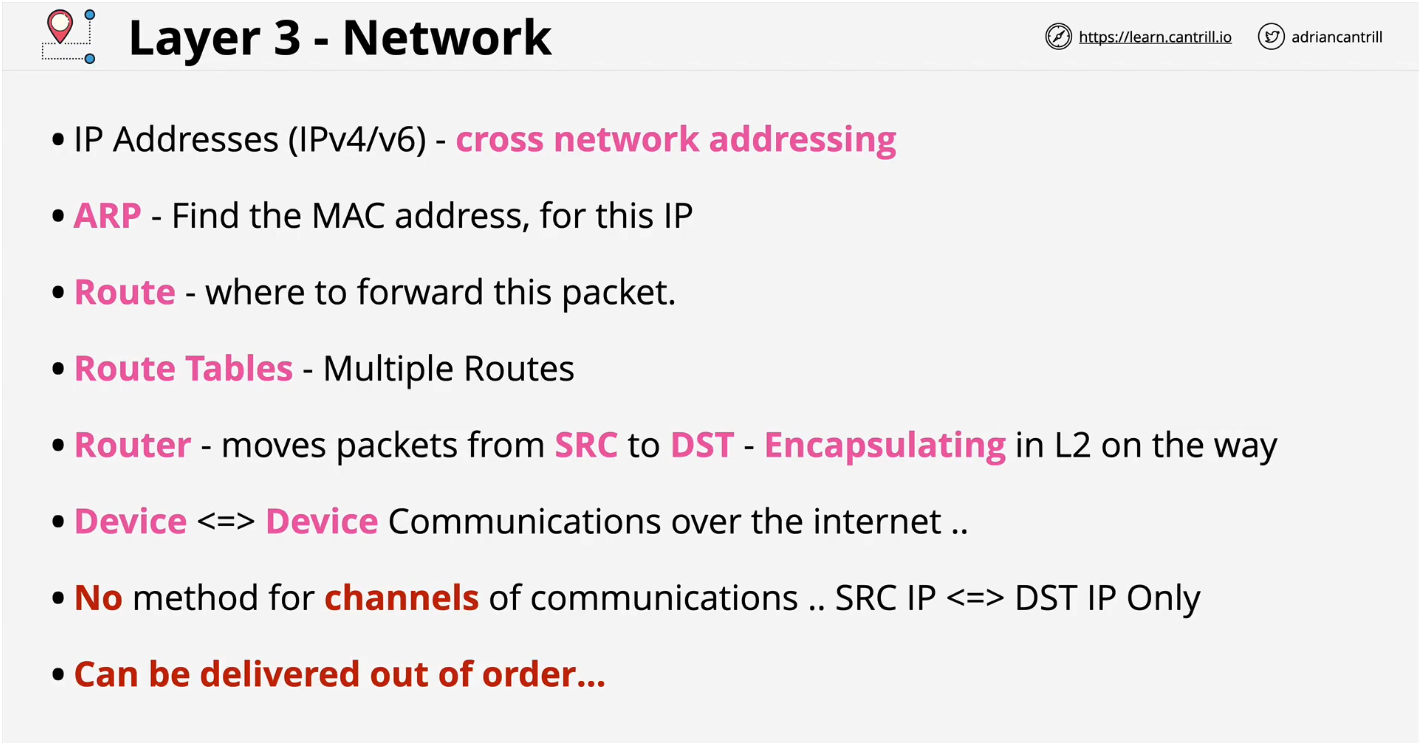 Layer 3 - Network
https://learn.cantrill.io
adriancantrill
• IP Addresses (IPv4/v6) - cross network addressing
• ARP - Find the MAC address, for this IP
• Route - where to forward this packet.
• Route Tables - Multiple Routes
• Router - moves packets from SRC to DST - Encapsulating in L2 on the way
• Device <=> Device Communications over the internet ..
• No method for channels of communications .. SRC IP <=> DST IP Only
• Can be delivered out of order...